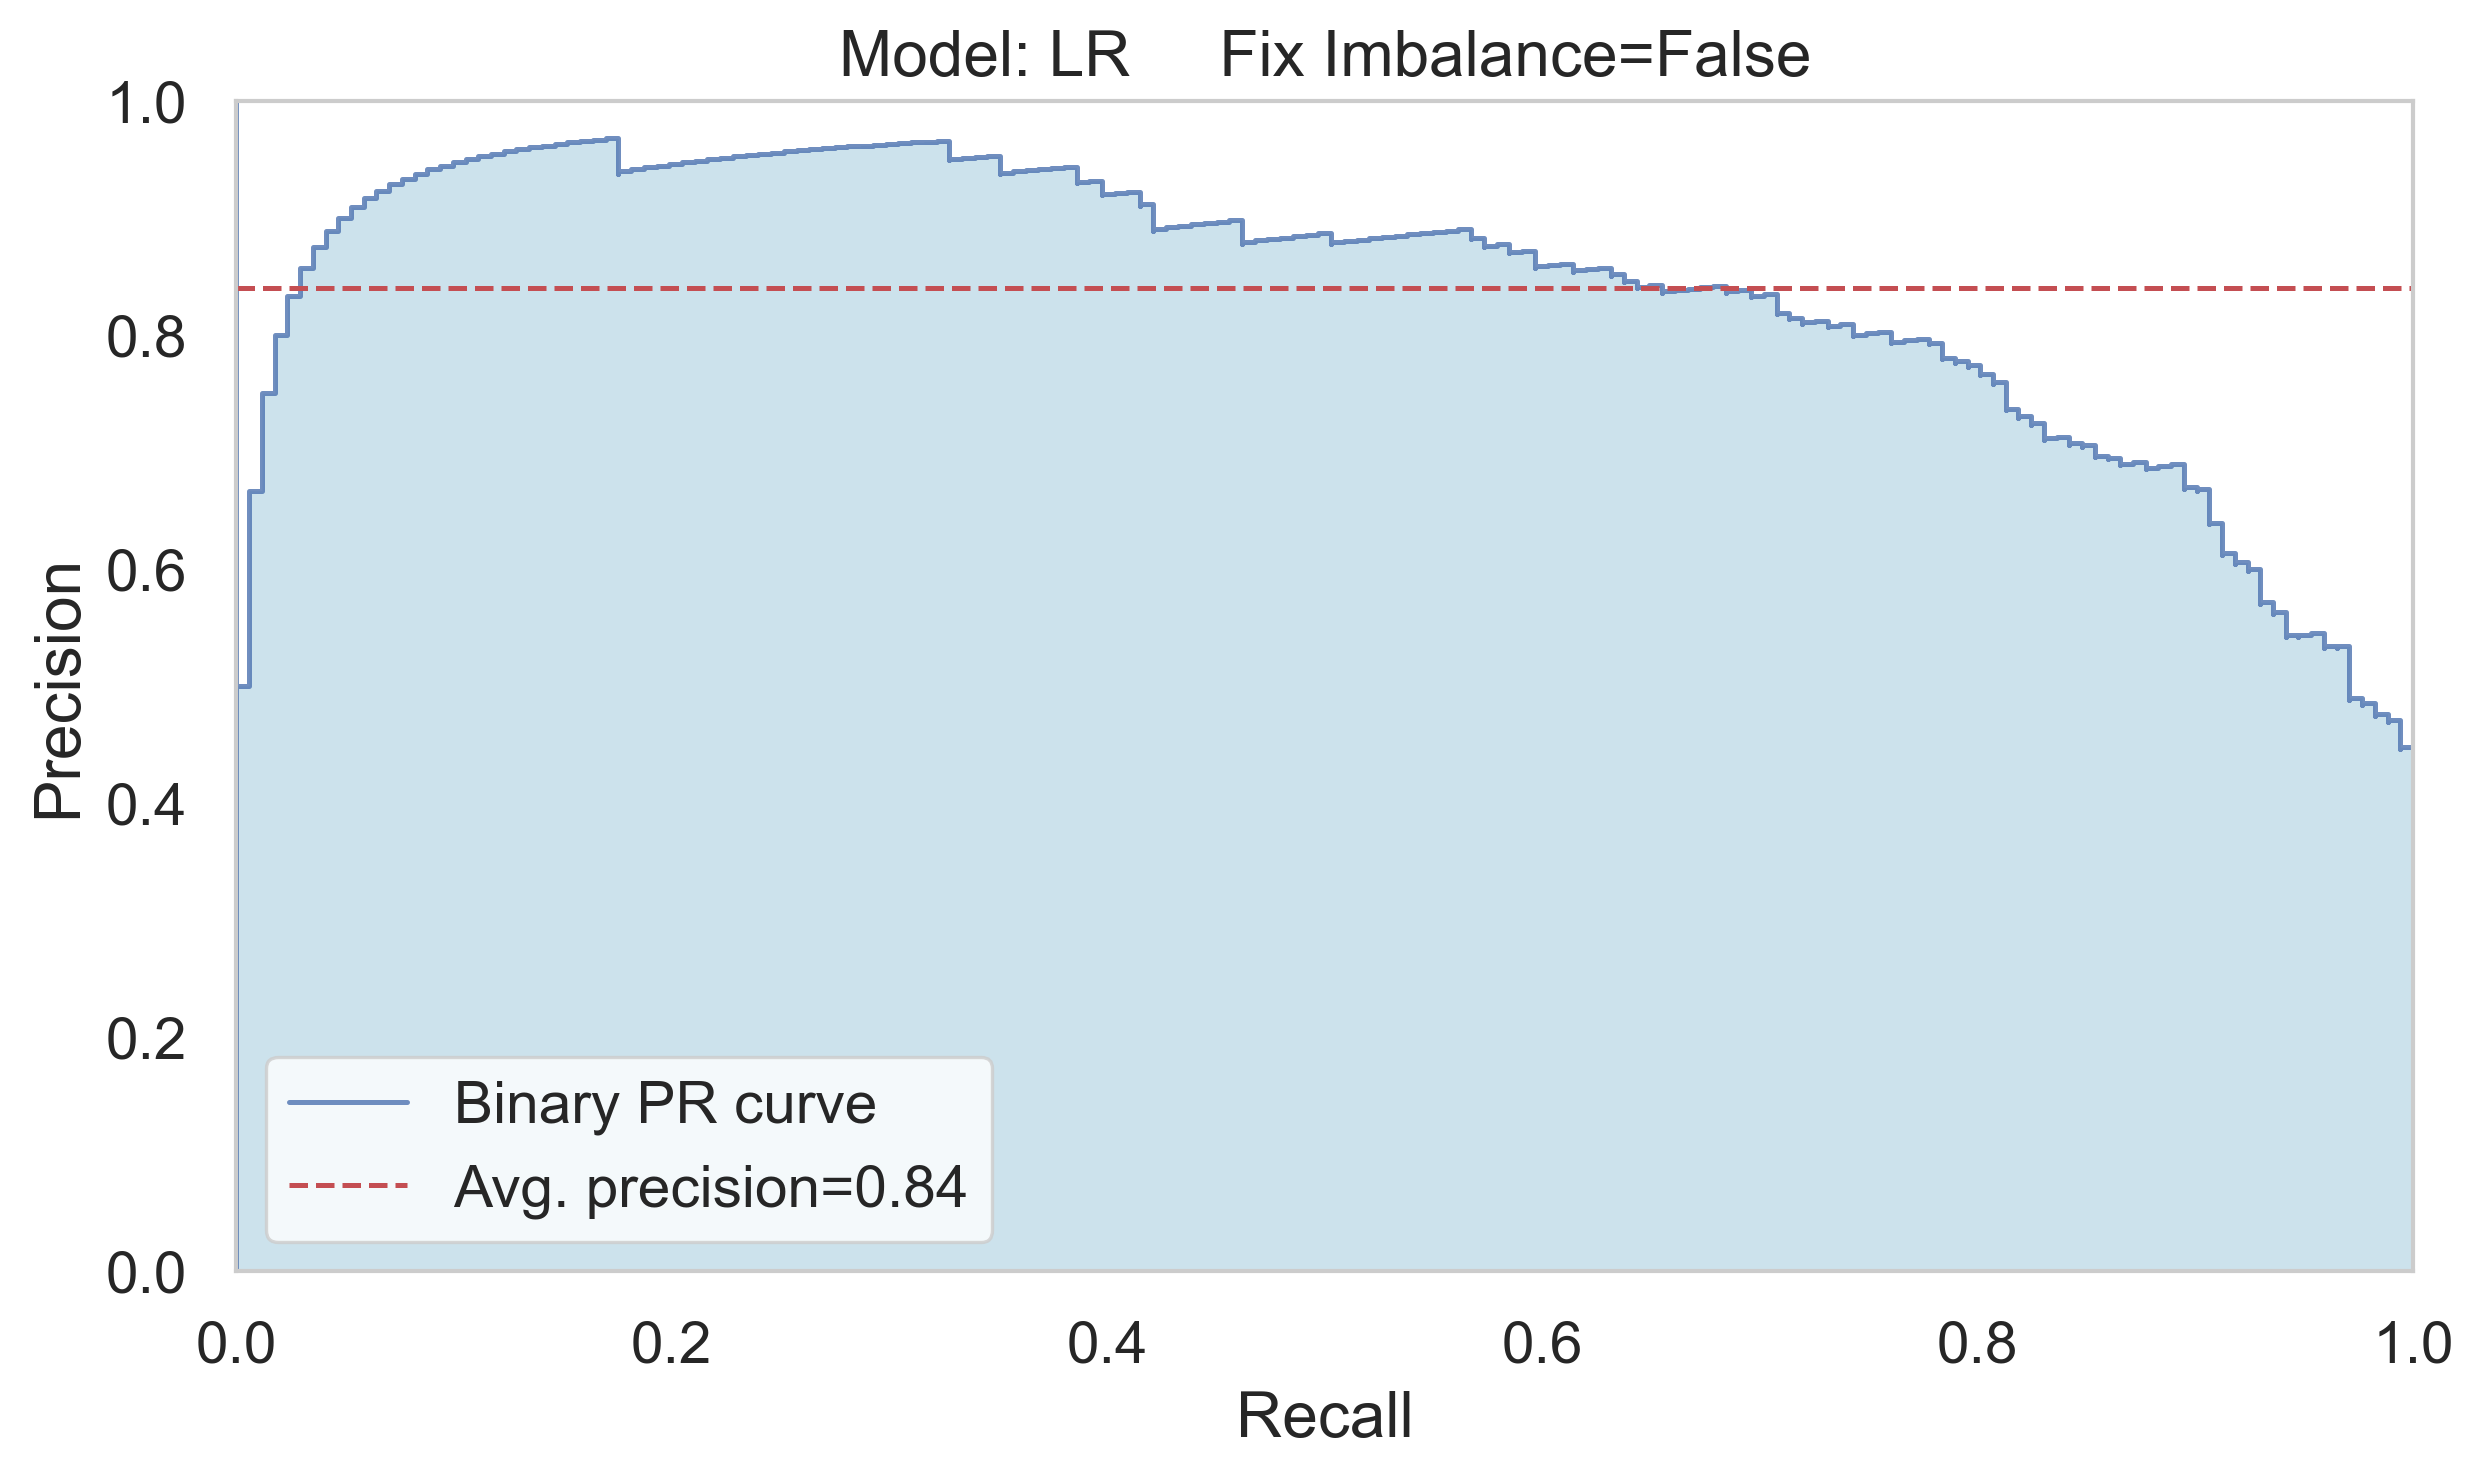 Model: LR     Fix Imbalance=False
1.0
0.8
0.6
0.4
0.2
0.0
Precision
Binary PR curve
Avg. precision=0.84
0.0 0.2 0.4 0.6 0.8 1.0
Recall